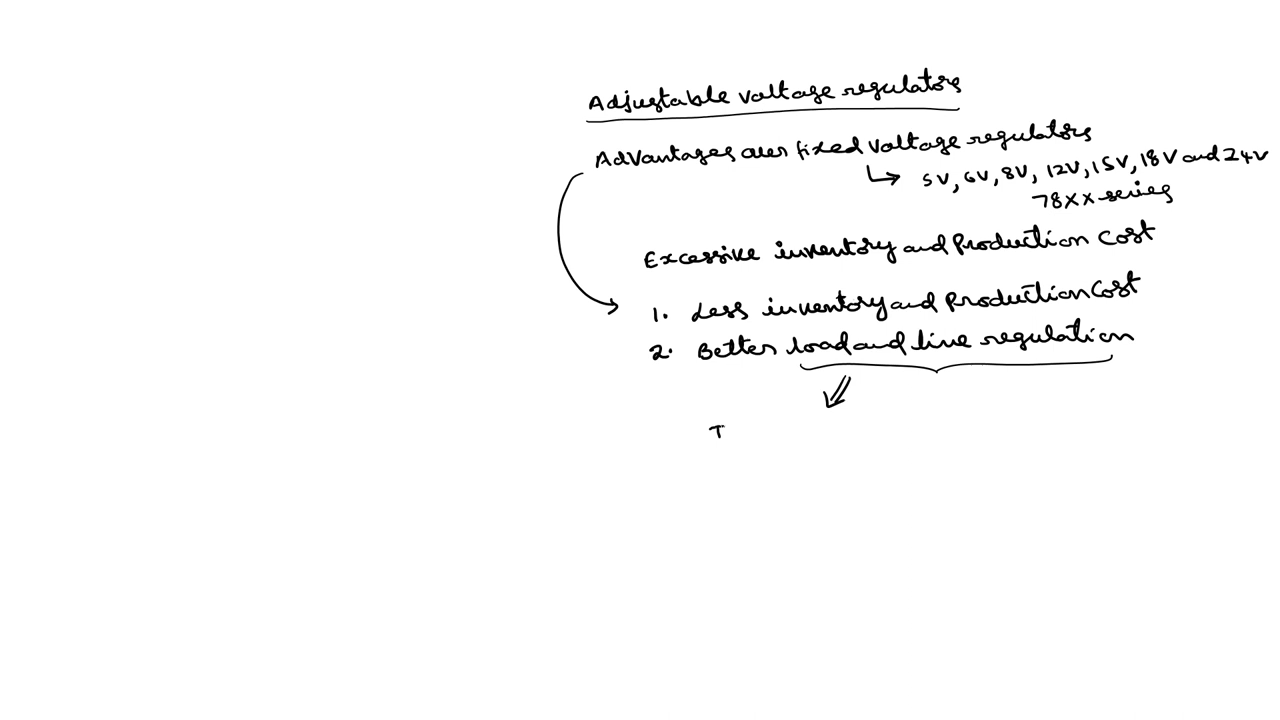 Adjustable voltage regulators
Advantages over fixed voltage regulators
5V, 6V, 8V, 12V, 15V, 18V and 24V
78XX series
Excessive inventory and Production Cost
1. Less inventory and Production Cost
2. Better load and line regulation
T